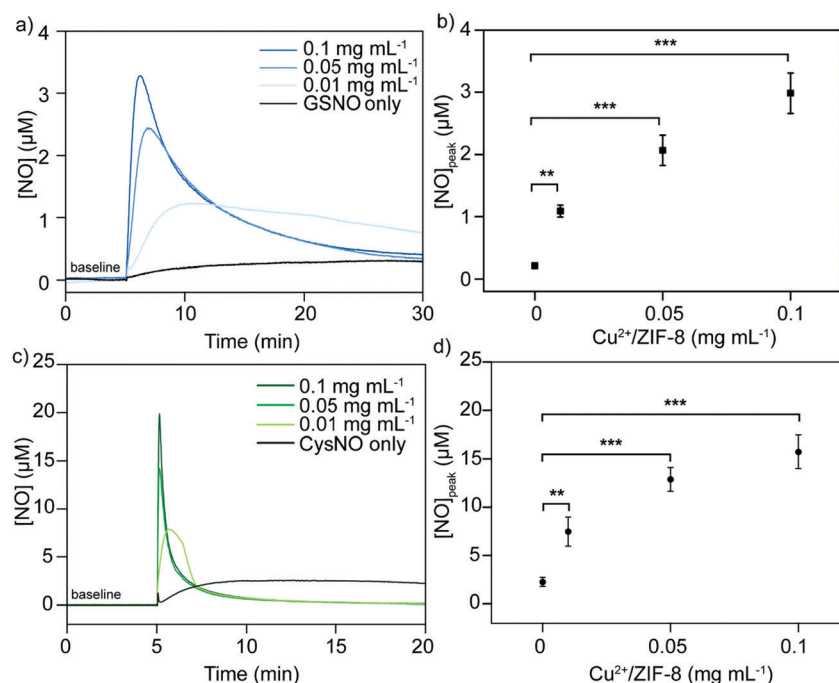 a)
4
3
2
1
0
[NO] (µM)
0.1 mg mL⁻¹
0.05 mg mL⁻¹
0.01 mg mL⁻¹
GSNO only
baseline
0 10 20 30
Time (min)
b)
4
3
2
1
0
[NO]peak (µM)
***
***
**
0 0.05 0.1
Cu²⁺/ZIF-8 (mg mL⁻¹)
c)
25
20
15
10
5
0
[NO] (µM)
0.1 mg mL⁻¹
0.05 mg mL⁻¹
0.01 mg mL⁻¹
CysNO only
baseline
0 5 10 15 20
Time (min)
d)
25
20
15
10
5
0
[NO]peak (µM)
***
***
**
0 0.05 0.1
Cu²⁺/ZIF-8 (mg mL⁻¹)